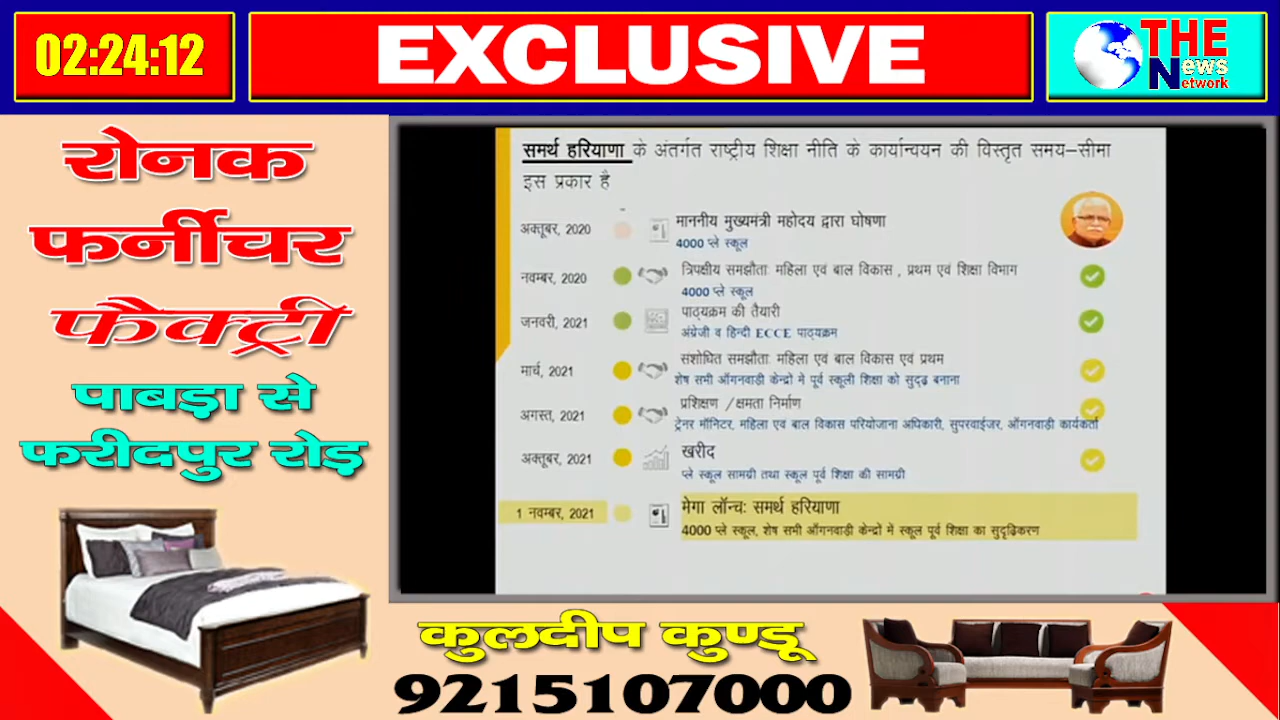 02:24:12
EXCLUSIVE
THE
News
Network
रोनक
फर्नीचर
फैक्ट्री
पाबड़ा से
फरीदपुर रोड़
समर्थ हरियाणा के अंतर्गत राष्ट्रीय शिक्षा नीति के कार्यान्वयन की विस्तृत समय–सीमा
इस प्रकार है
अक्तूबर, 2020
माननीय मुख्यमंत्री महोदय द्वारा घोषणा
4000 प्ले स्कूल
नवम्बर, 2020
त्रिपक्षीय समझौता: महिला एवं बाल विकास , प्रथम एवं शिक्षा विभाग
4000 प्ले स्कूल
जनवरी, 2021
पाठ्यक्रम की तैयारी
अंग्रेजी व हिन्दी ECCE पाठ्यक्रम
मार्च, 2021
संशोधित समझौता: महिला एवं बाल विकास एवं प्रथम
शेष सभी ऑंगनवाड़ी केन्द्रो मे पूर्व स्कूली शिक्षा को सुदृढ़ बनाना
अगस्त, 2021
प्रशिक्षण /क्षमता निर्माण
ट्रेनर मॉनिटर, महिला एवं बाल विकास परियोजना अधिकारी, सुपरवाईजर, ऑंगनवाड़ी कार्यकर्ता
अक्तूबर, 2021
खरीद
प्ले स्कूल सामग्री तथा स्कूल पूर्व शिक्षा की सामग्री
1 नवम्बर, 2021
मेगा लॉन्च: समर्थ हरियाणा
4000 प्ले स्कूल, शेष सभी ऑंगनवाड़ी केन्द्रों में स्कूल पूर्व शिक्षा का सुदृढ़िकरण
कुलदीप कुण्डू
9215107000